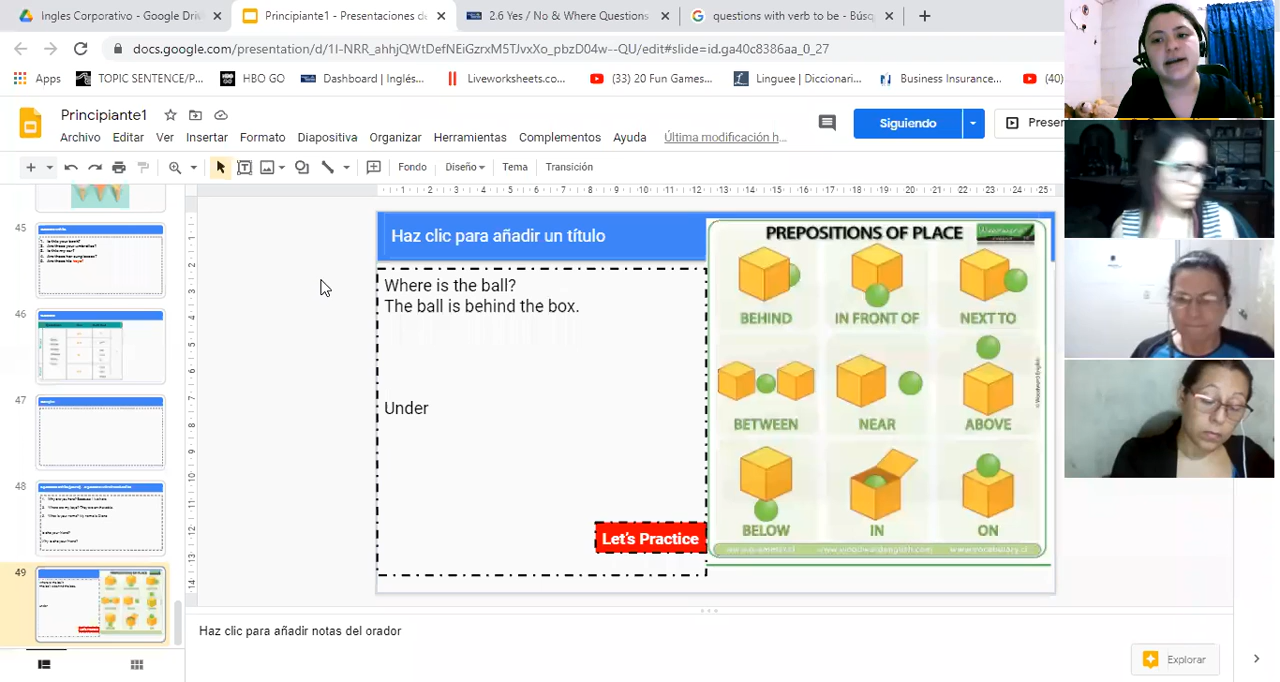 Ingles Corporativo - Google Driv
Principiante1 - Presentaciones de
2.6 Yes / No & Where Questions
questions with verb to be - Búsq
docs.google.com/presentation/d/1I-NRR_ahhjQWtDefNEiGzrxM5TJvxXo_pbzD04w--QU/edit#slide=id.ga40c8386aa_0_27
Apps
TOPIC SENTENCE/P...
HBO GO
Dashboard | Inglés...
Liveworksheets.co...
(33) 20 Fun Games...
Linguee | Diccionari...
Business Insurance...
(40)
Principiante1
Archivo Editar Ver Insertar Formato Diapositiva Organizar Herramientas Complementos Ayuda Última modificación h...
Siguiendo
Presen
Fondo Diseño Tema Transición
45
46
47
48
49
Haz clic para añadir un título
Where is the ball?
The ball is behind the box.
Under
Let's Practice
PREPOSITIONS OF PLACE
BEHIND IN FRONT OF NEXT TO
BETWEEN NEAR ABOVE
BELOW IN ON
Haz clic para añadir notas del orador
Explorar